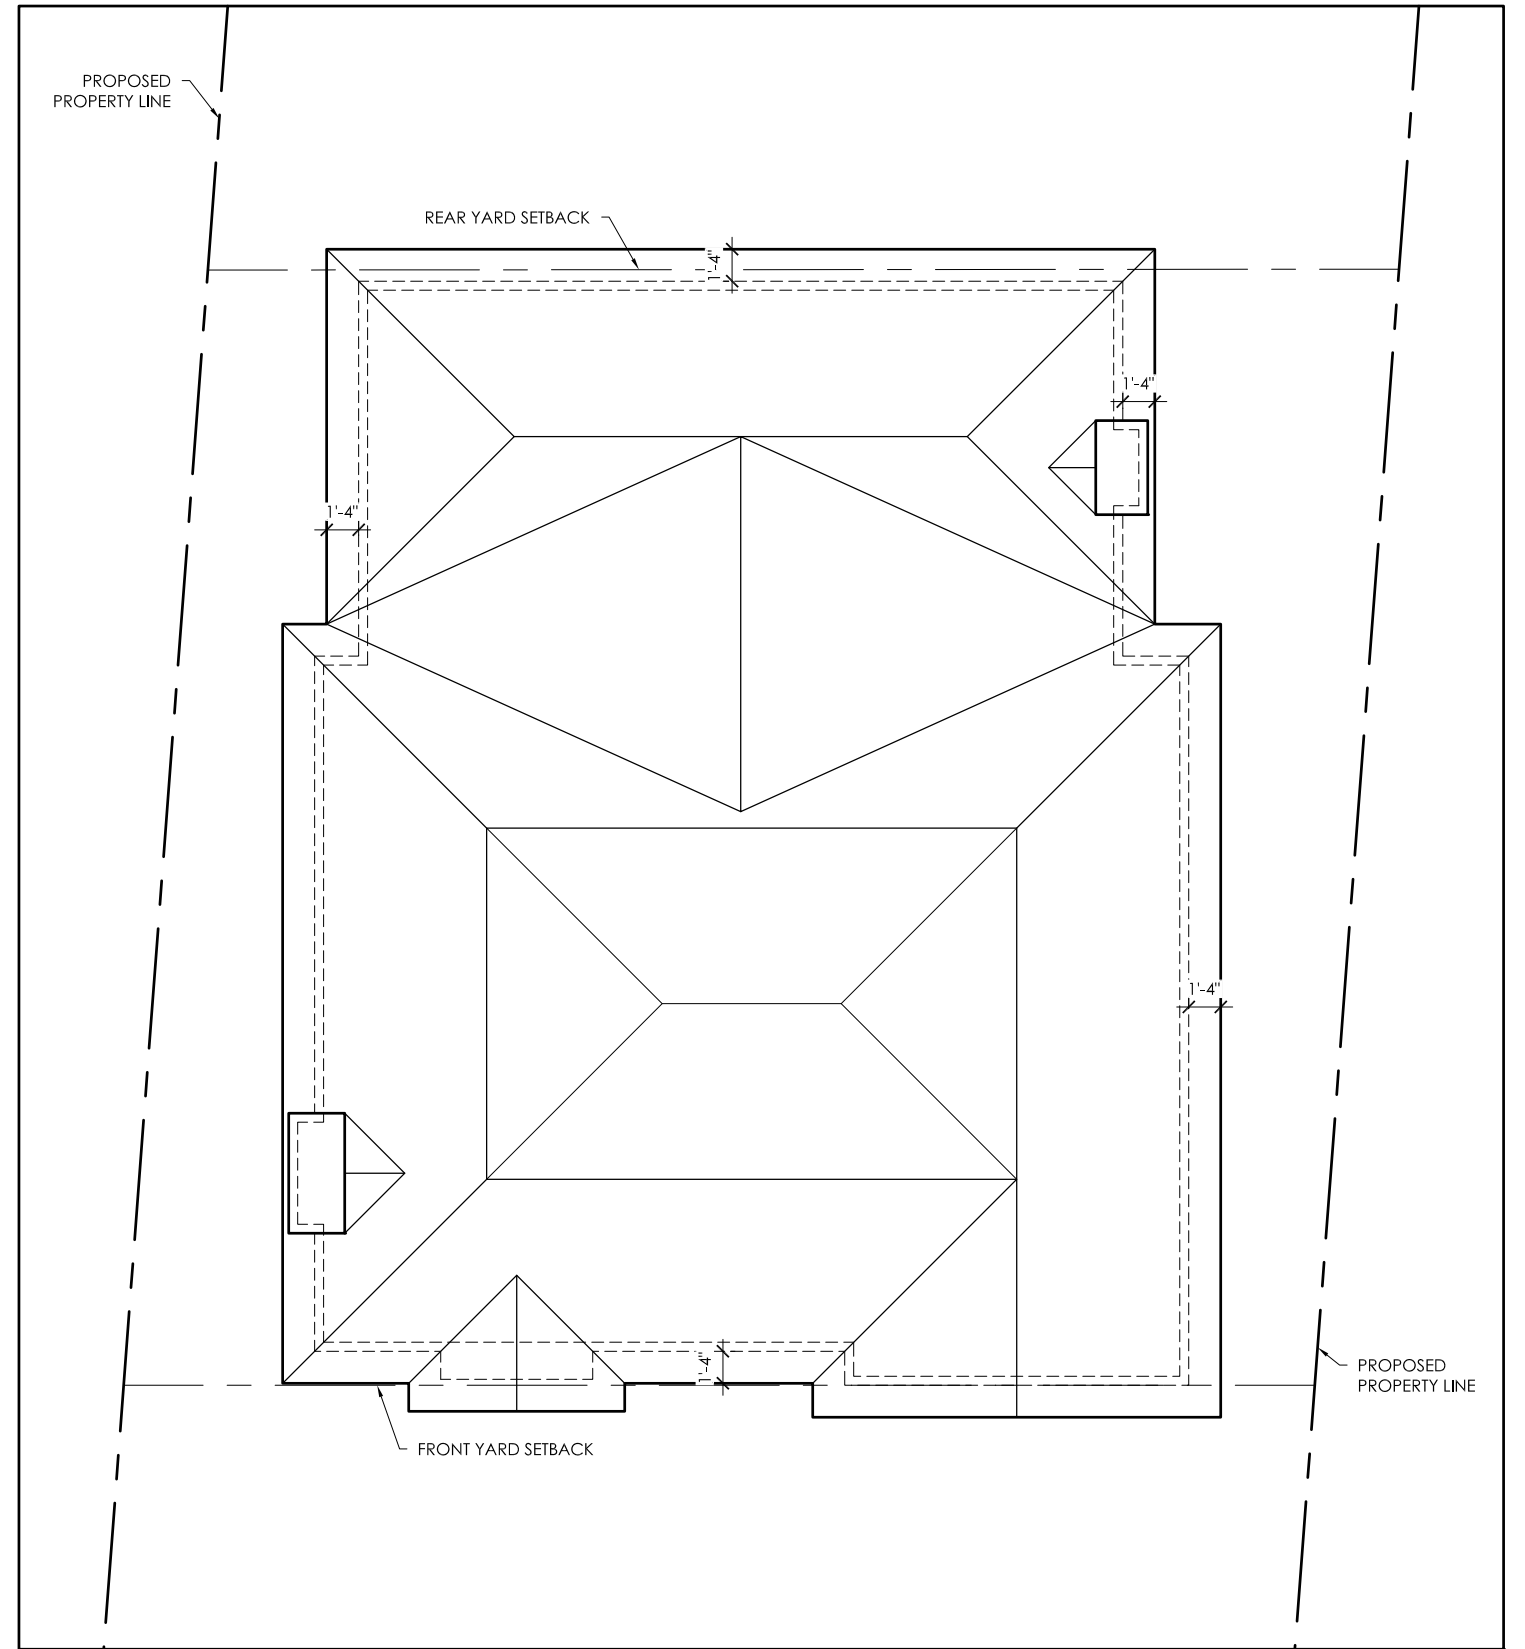 PROPOSED
PROPERTY LINE
REAR YARD SETBACK
1'-4"
1'-4"
1'-4"
1'-4"
1'-4"
PROPOSED
PROPERTY LINE
FRONT YARD SETBACK